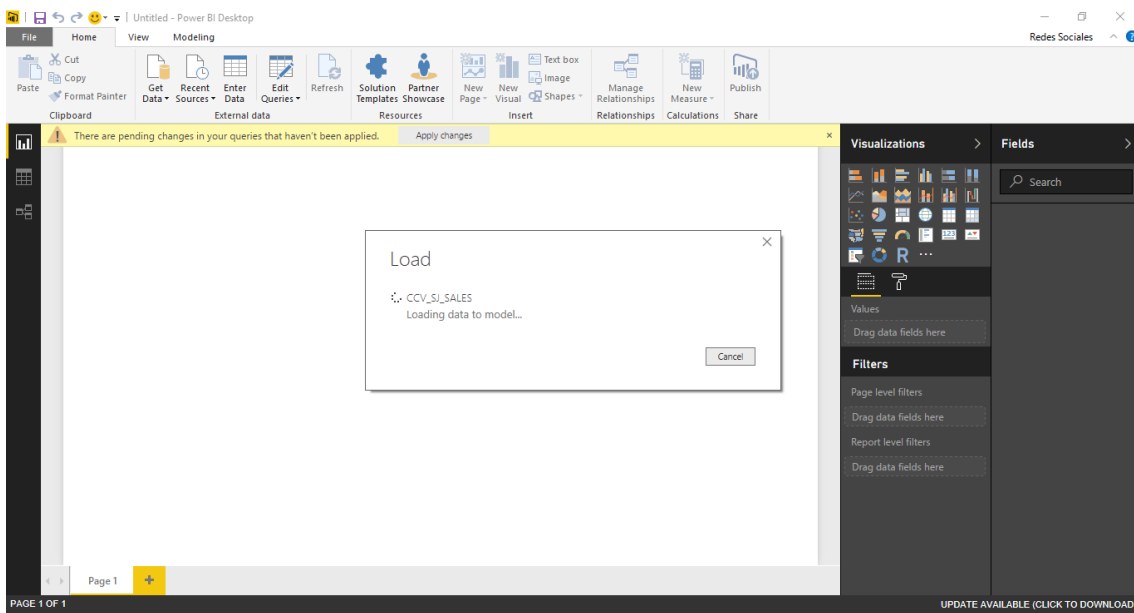 Untitled - Power BI Desktop
File Home View Modeling Redes Sociales ?
Paste Cut Copy Format Painter
Clipboard
Get Data Recent Sources Enter Data Edit Queries Refresh
External data
Solution Templates Partner Showcase
Resources
New Page New Visual Text box Image Shapes
Insert
Manage Relationships
Relationships
New Measure
Calculations
Publish
Share
! There are pending changes in your queries that haven't been applied. Apply changes
Visualizations
Fields
Search
R
123
Load
CCV_SJ_SALES
Loading data to model...
Cancel
Values
Drag data fields here
Filters
Page level filters
Drag data fields here
Report level filters
Drag data fields here
Page 1 +
PAGE 1 OF 1
UPDATE AVAILABLE (CLICK TO DOWNLOAD